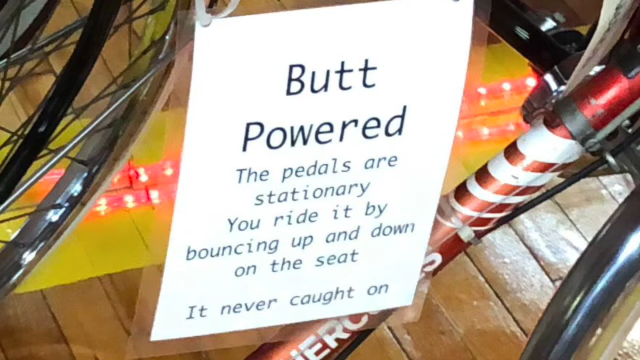 Butt
Powered
The pedals are
stationary
You ride it by
bouncing up and down
on the seat
It never caught on